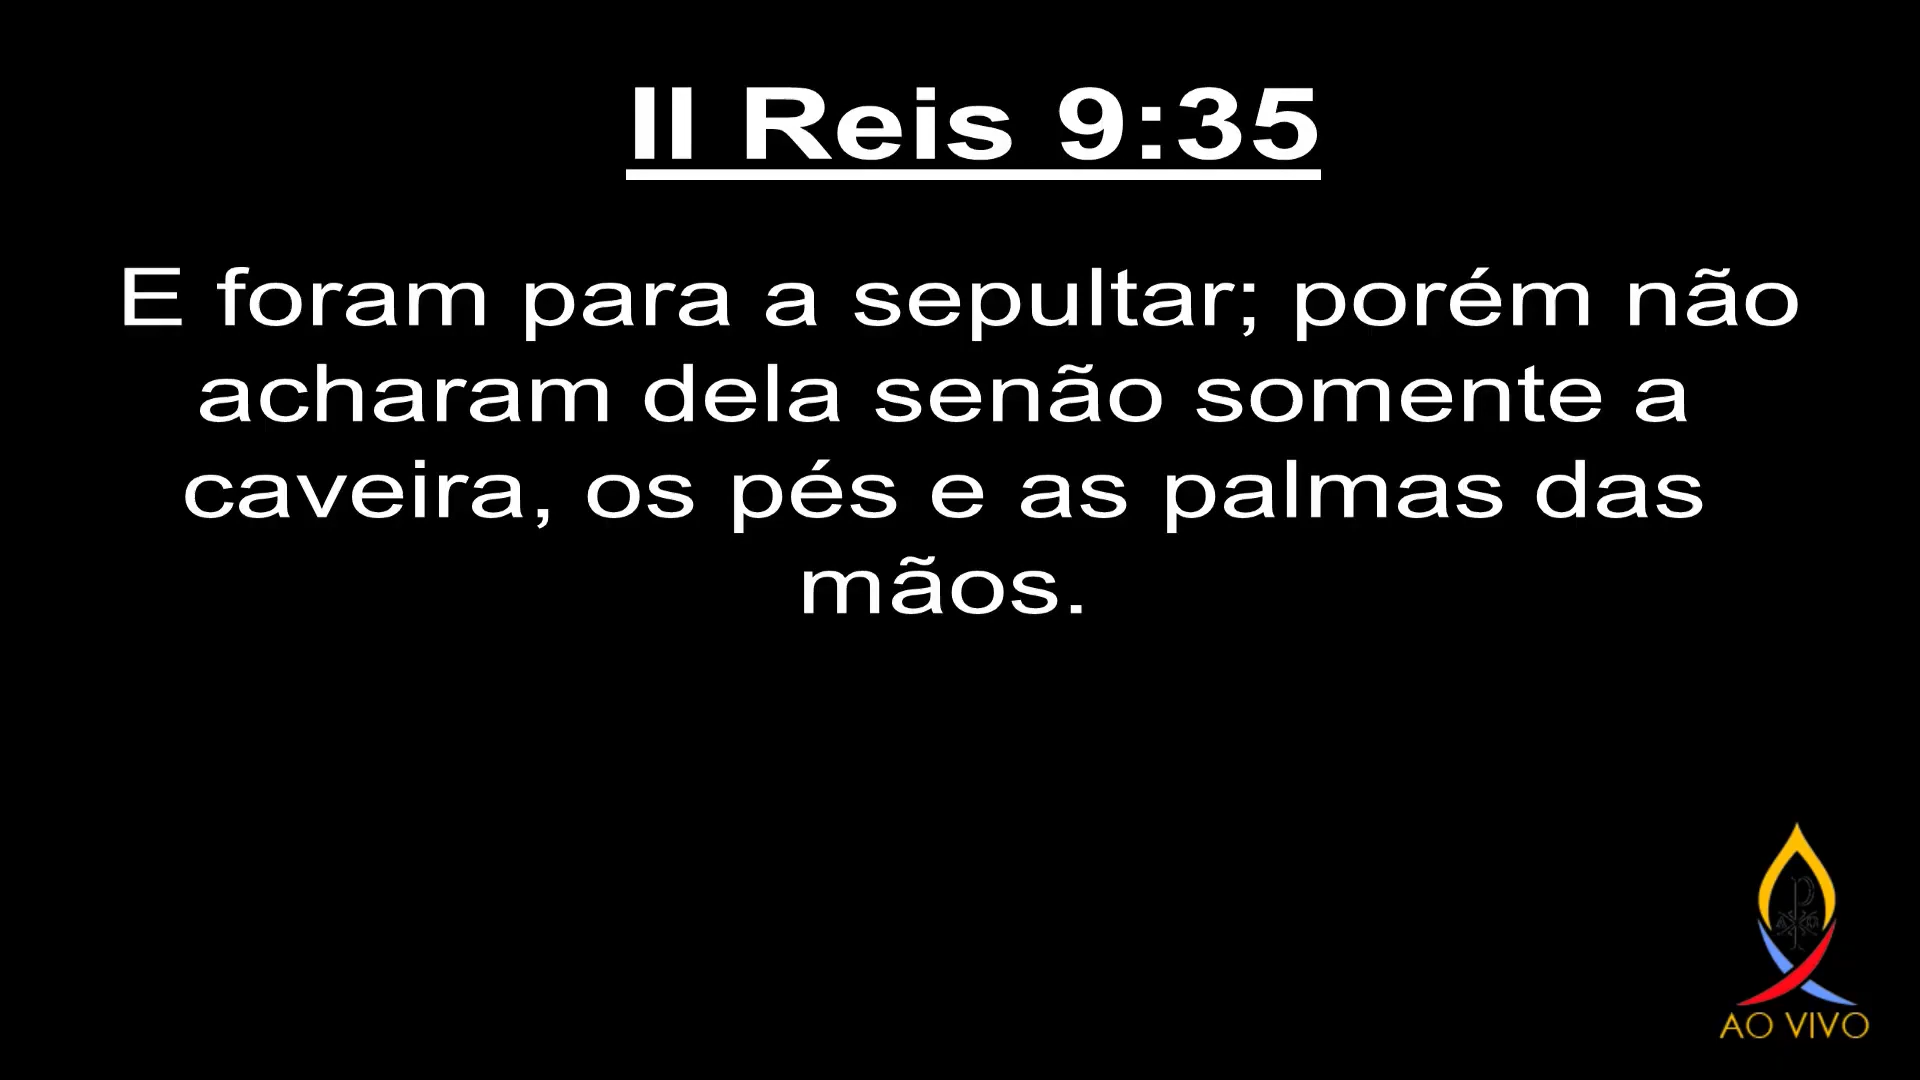 II Reis 9:35
E foram para a sepultar; porém não
acharam dela senão somente a
caveira, os pés e as palmas das
mãos.
AO VIVO